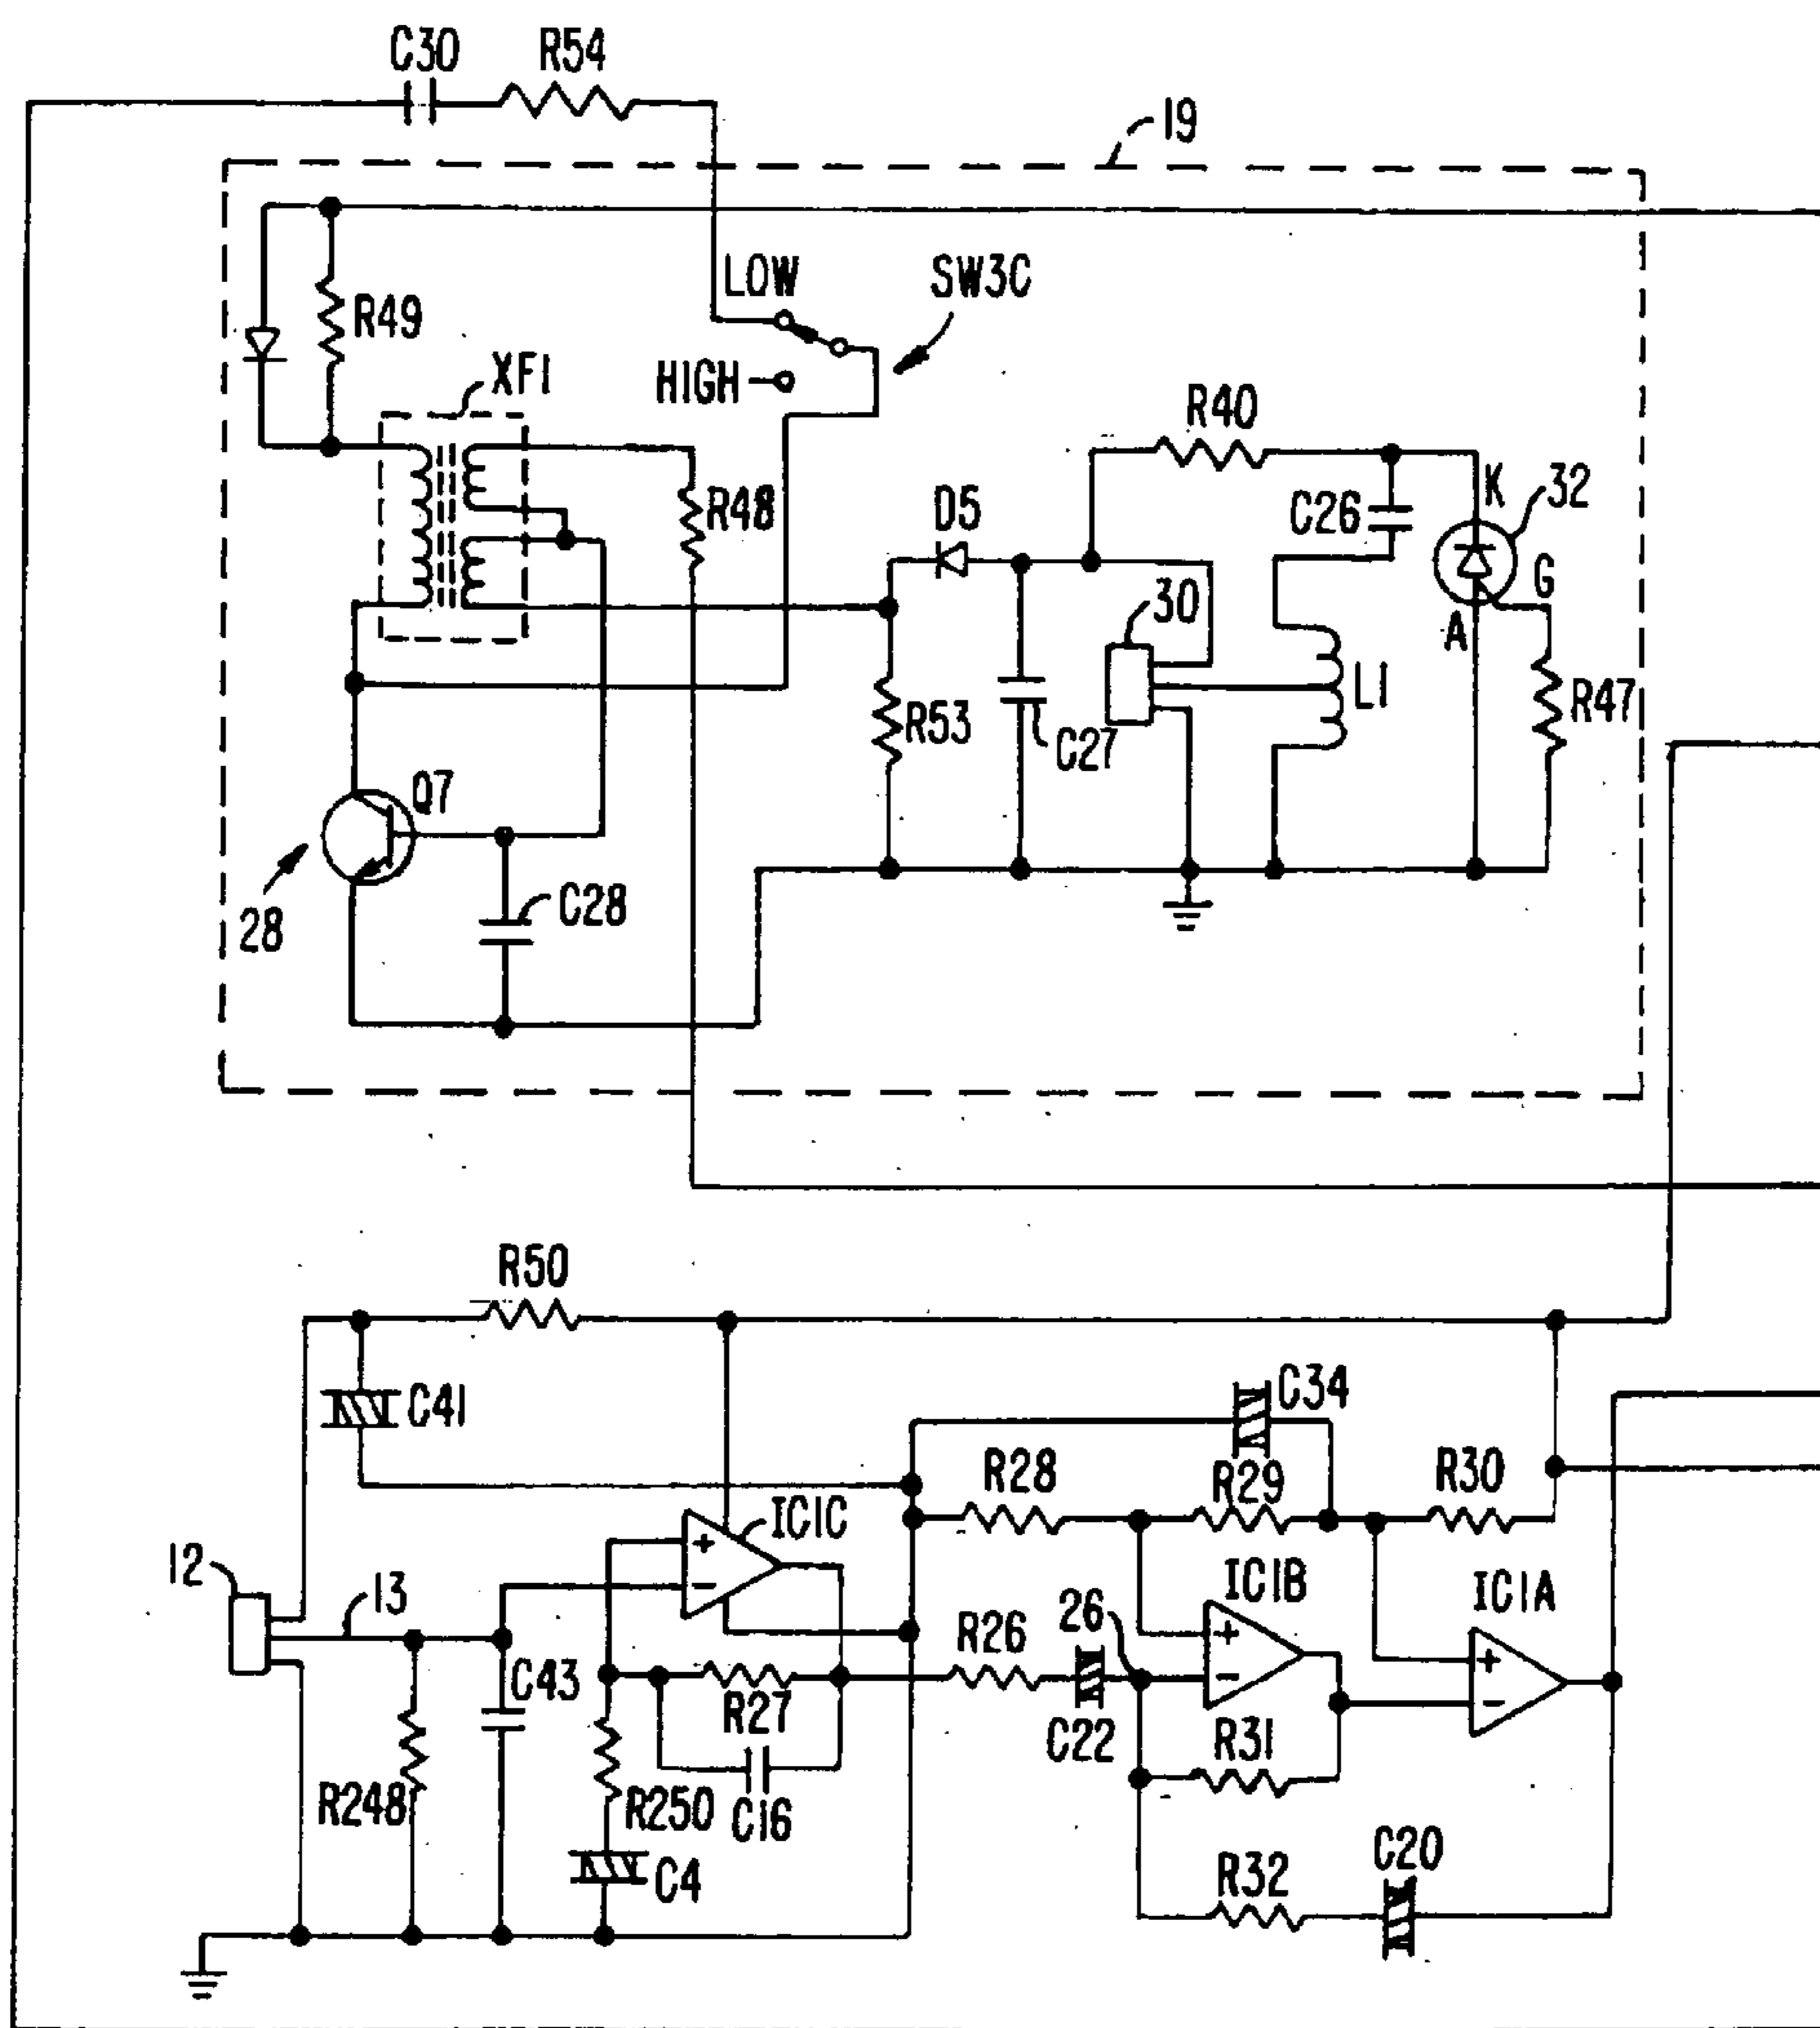 C30 R54
19
LOW SW3C
R49
XF1
HIGH
R40
K 32
R48 D5 C26
G
30
A
R53 C27 L1 R47
Q7
C28
28
R50
C41 C34
R28 R29 R30
IC1C
12 13 IC1B IC1A
26
R26
C43
R27 C22 R31
R248 R250 C16
C4 R32 C20
+
-
+
-
+
-